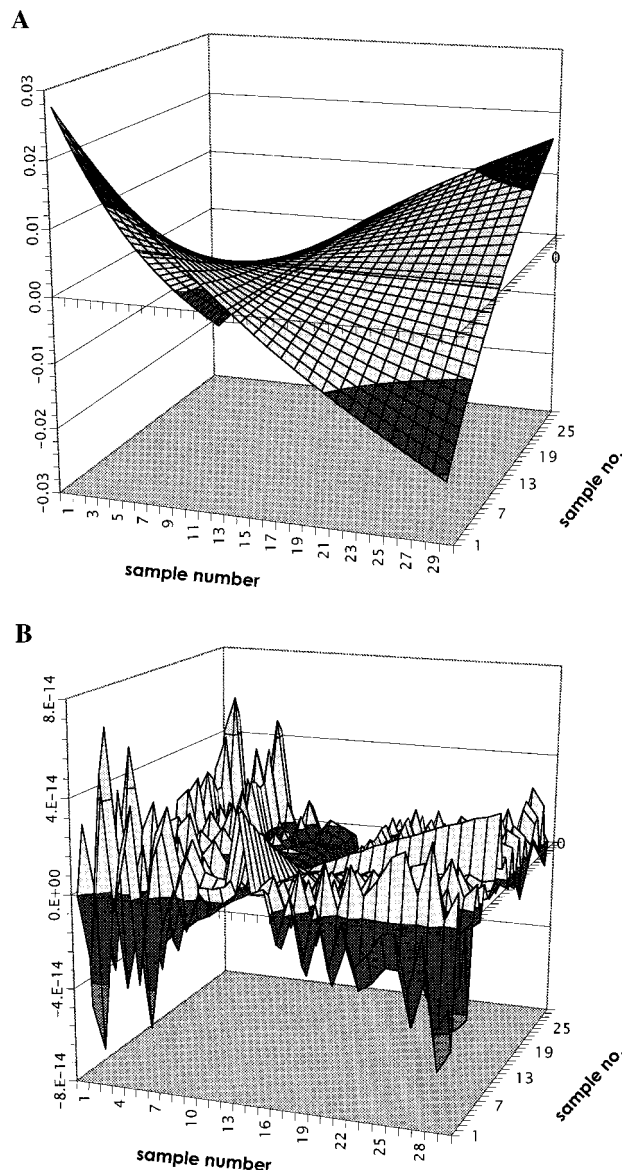 A
0.03
0.02
0.01
0.00
−0.01
−0.02
−0.03
1 3 5 7 9 11 13 15 17 19 21 23 25 27 29
sample number
0
25
19
13
7
1
sample no.
B
8.E-14
4.E-14
0.E+00
−4.E-14
−8.E-14
1 4 7 10 13 16 19 22 25 28
sample number
0
25
19
13
7
1
sample no.